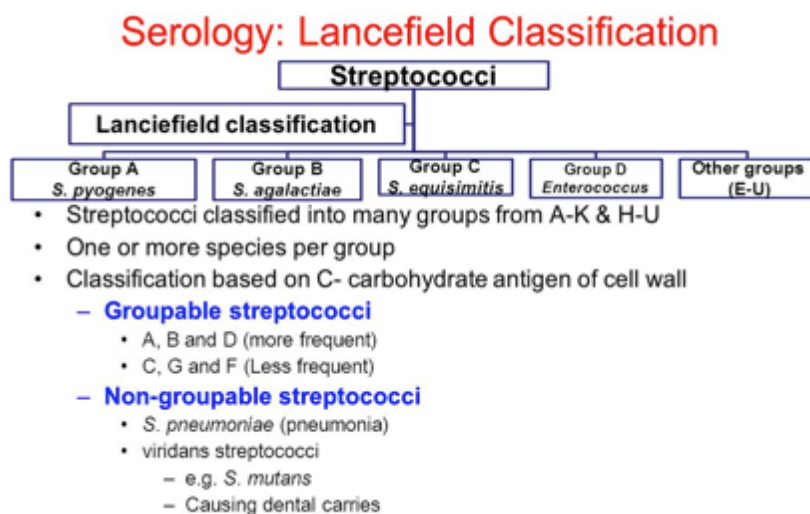 Serology: Lancefield Classification
Streptococci
Lanciefield classification
Group A
S. pyogenes
Group B
S. agalactiae
Group C
S. equisimitis
Group D
Enterococcus
Other groups
(E-U)
• Streptococci classified into many groups from A-K & H-U
• One or more species per group
• Classification based on C- carbohydrate antigen of cell wall
– Groupable streptococci
• A, B and D (more frequent)
• C, G and F (Less frequent)
– Non-groupable streptococci
• S. pneumoniae (pneumonia)
• viridans streptococci
– e.g. S. mutans
– Causing dental carries